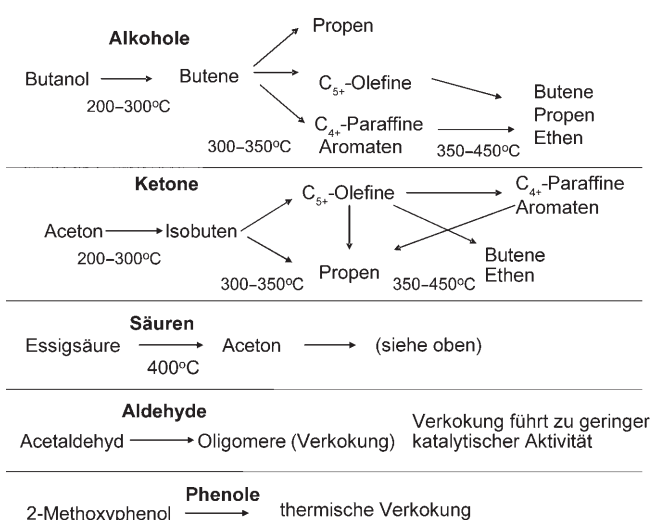 Alkohole
Propen
Butanol
Butene
200–300°C
C5+-Olefine
C4+-Paraffine
Aromaten
300–350°C
350–450°C
Butene
Propen
Ethen
Ketone
C5+-Olefine
C4+-Paraffine
Aromaten
Aceton
Isobuten
200–300°C
Propen
300–350°C
350–450°C
Butene
Ethen
Säuren
Essigsäure
Aceton
(siehe oben)
400°C
Aldehyde
Acetaldehyd
Oligomere (Verkokung)
Verkokung führt zu geringer
katalytischer Aktivität
Phenole
2-Methoxyphenol
thermische Verkokung